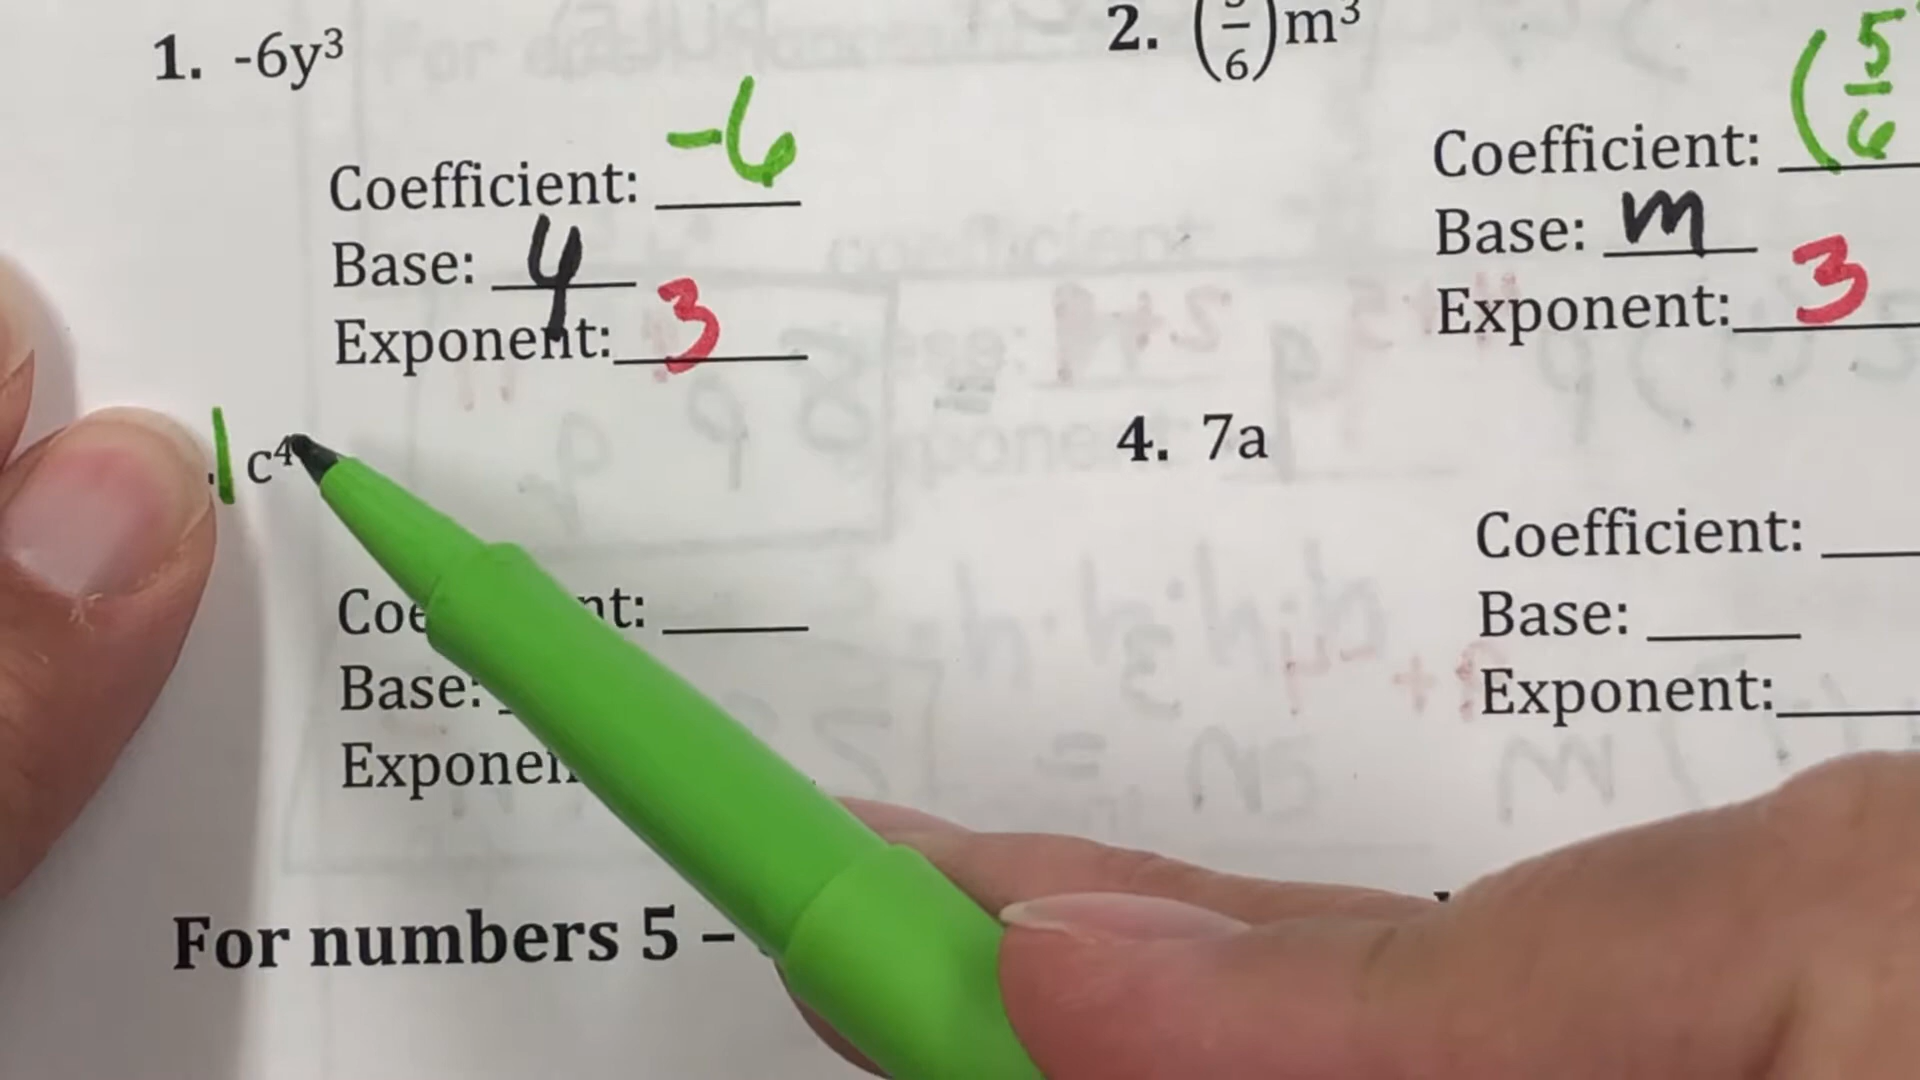 1. -6y³
Coefficient: -6
Base: y
Exponent: 3
2. (5/6)m³
Coefficient: (5/6
Base: m
Exponent: 3
. 1 c⁴
Coe nt:
Base:
Exponen
4. 7a
Coefficient:
Base:
Exponent:
For numbers 5 –